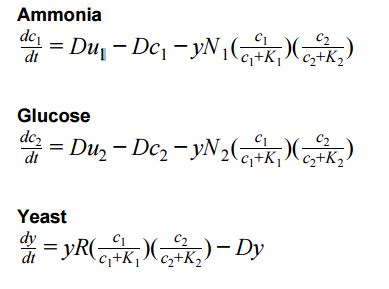 Ammonia
dc₁/dt = Du₁ − Dc₁ − yN₁(c₁/(c₁+K₁))(c₂/(c₂+K₂))
Glucose
dc₂/dt = Du₂ − Dc₂ − yN₂(c₁/(c₁+K₁))(c₂/(c₂+K₂))
Yeast
dy/dt = yR(c₁/(c₁+K₁))(c₂/(c₂+K₂)) − Dy